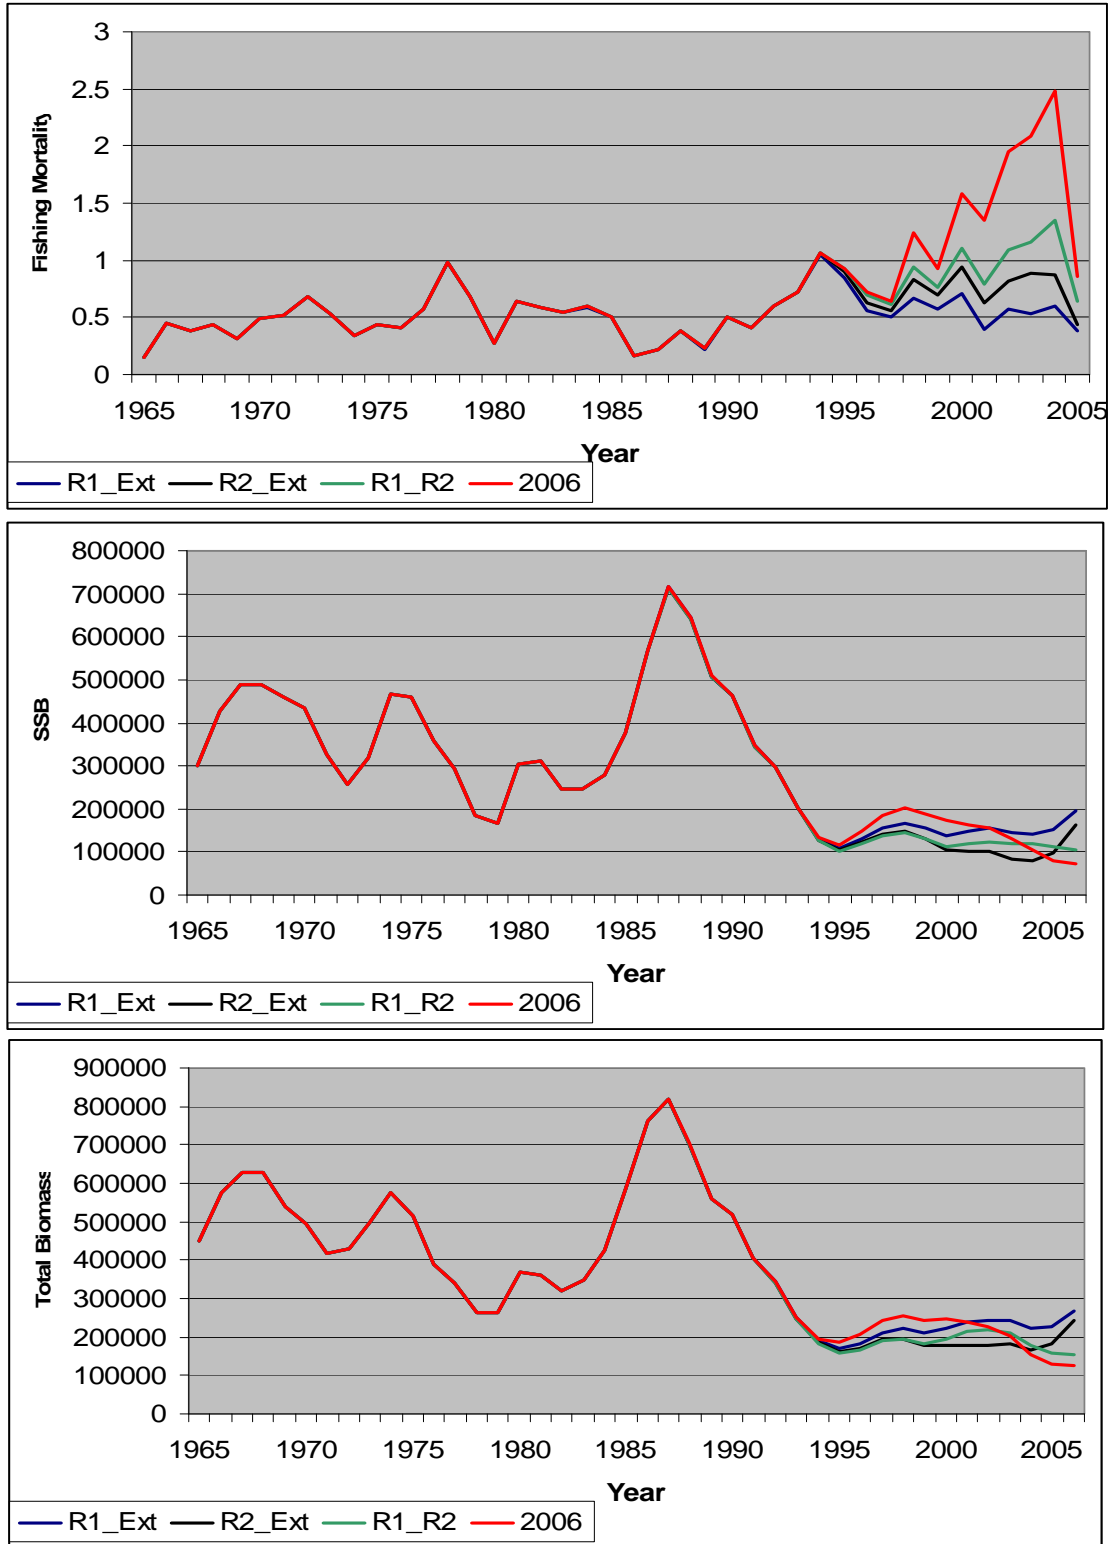 3
2.5
2
1.5
1
0.5
0
Fishing Mortality
1965 1970 1975 1980 1985 1990 1995 2000 2005
Year
R1_Ext R2_Ext R1_R2 2006
800000
700000
600000
500000
400000
300000
200000
100000
0
SSB
1965 1970 1975 1980 1985 1990 1995 2000 2005
Year
R1_Ext R2_Ext R1_R2 2006
900000
800000
700000
600000
500000
400000
300000
200000
100000
0
Total Biomass
1965 1970 1975 1980 1985 1990 1995 2000 2005
Year
R1_Ext R2_Ext R1_R2 2006